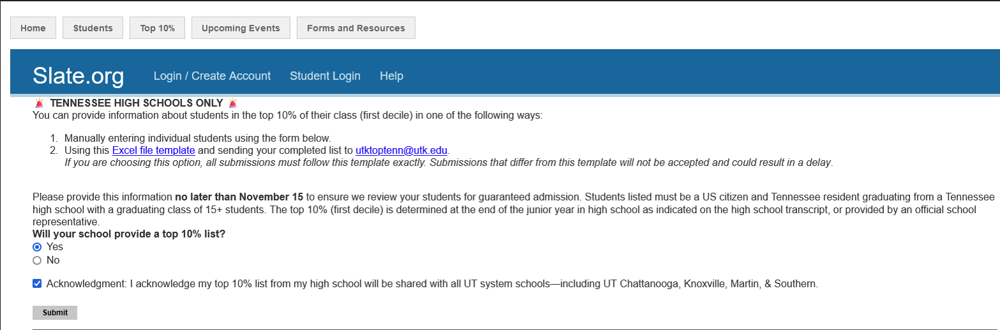 Home Students Top 10% Upcoming Events Forms and Resources
Slate.org Login / Create Account Student Login Help
🚨 TENNESSEE HIGH SCHOOLS ONLY 🚨
You can provide information about students in the top 10% of their class (first decile) in one of the following ways:
1. Manually entering individual students using the form below.
2. Using this Excel file template and sending your completed list to utktoptenn@utk.edu.
If you are choosing this option, all submissions must follow this template exactly. Submissions that differ from this template will not be accepted and could result in a delay.
Please provide this information no later than November 15 to ensure we review your students for guaranteed admission. Students listed must be a US citizen and Tennessee resident graduating from a Tennessee
high school with a graduating class of 15+ students. The top 10% (first decile) is determined at the end of the junior year in high school as indicated on the high school transcript, or provided by an official school
representative.
Will your school provide a top 10% list?
Yes
No
Acknowledgment: I acknowledge my top 10% list from my high school will be shared with all UT system schools—including UT Chattanooga, Knoxville, Martin, & Southern.
Submit